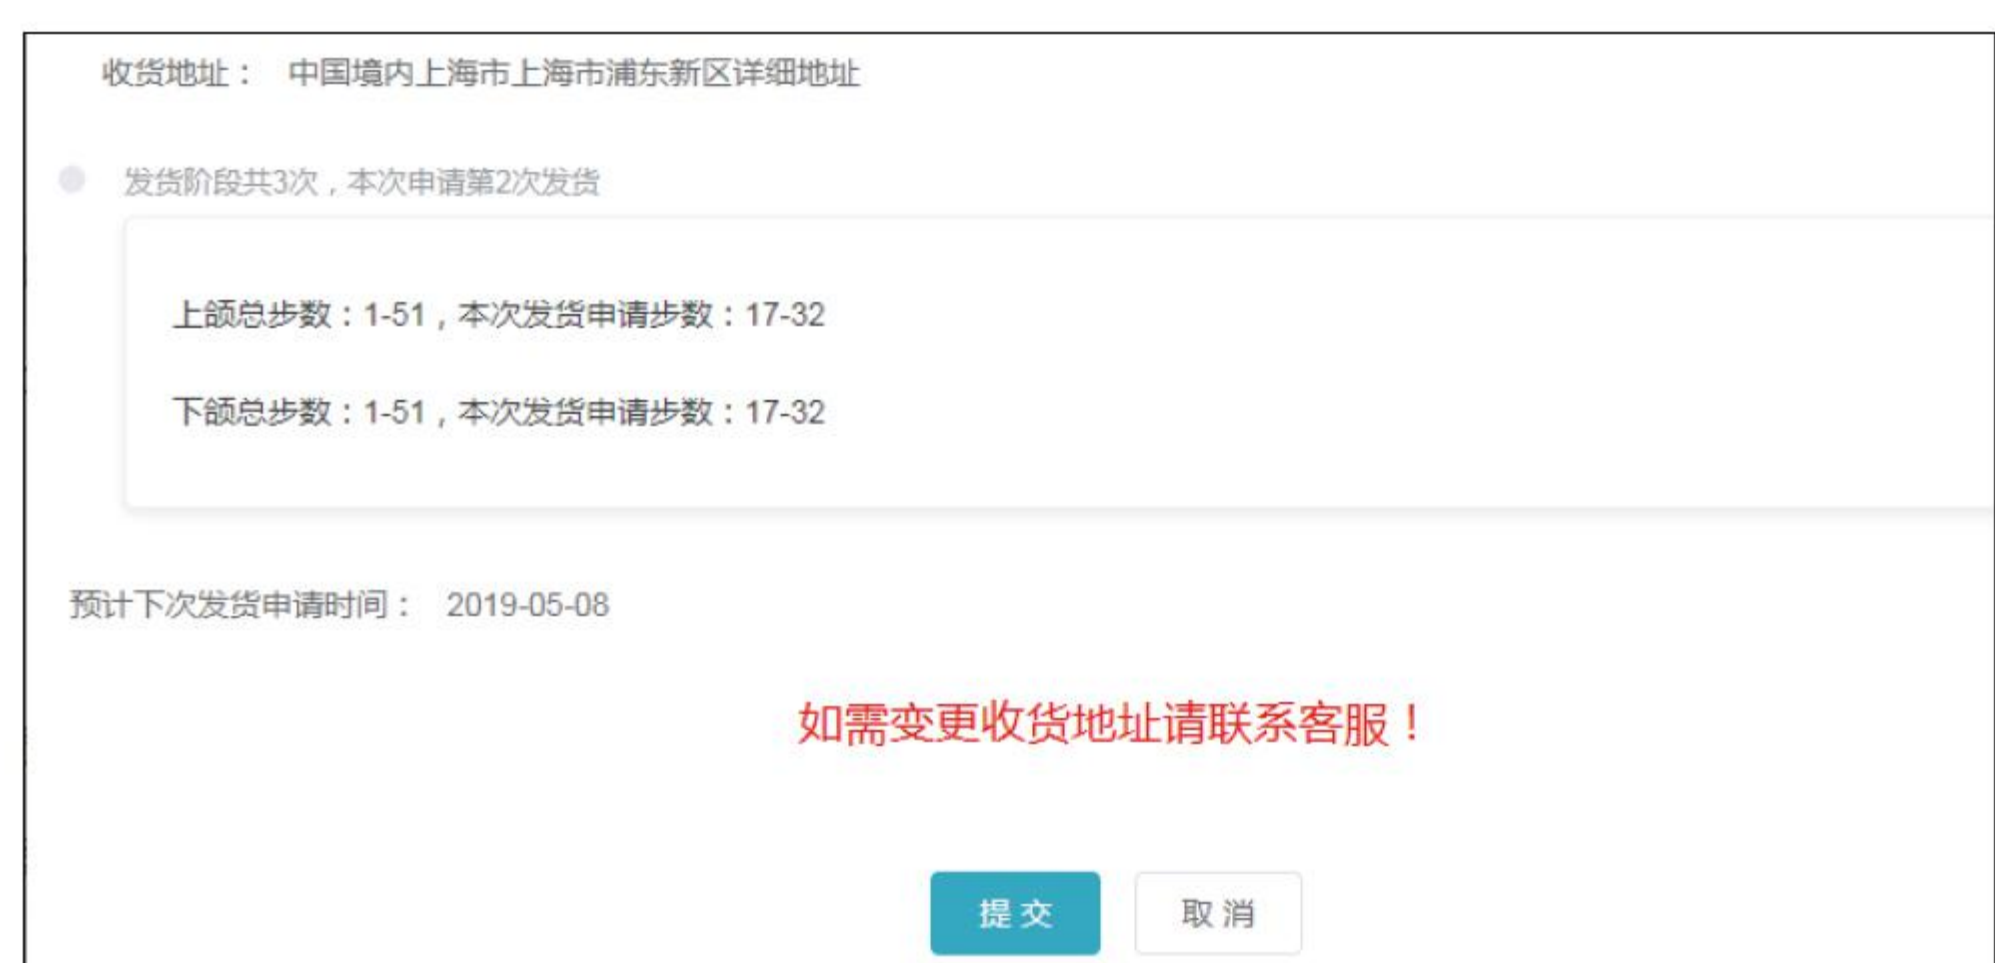 收货地址： 中国境内上海市上海市浦东新区详细地址
发货阶段共3次，本次申请第2次发货
上颌总步数：1-51，本次发货申请步数：17-32
下颌总步数：1-51，本次发货申请步数：17-32
预计下次发货申请时间： 2019-05-08
如需变更收货地址请联系客服！
提交 取消